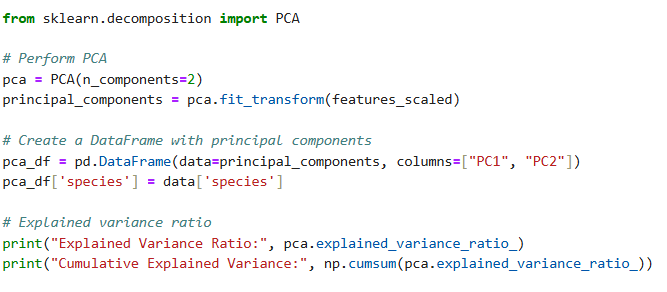 from sklearn.decomposition import PCA
# Perform PCA
pca = PCA(n_components=2)
principal_components = pca.fit_transform(features_scaled)
# Create a DataFrame with principal components
pca_df = pd.DataFrame(data=principal_components, columns=["PC1", "PC2"])
pca_df['species'] = data['species']
# Explained variance ratio
print("Explained Variance Ratio:", pca.explained_variance_ratio_)
print("Cumulative Explained Variance:", np.cumsum(pca.explained_variance_ratio_))